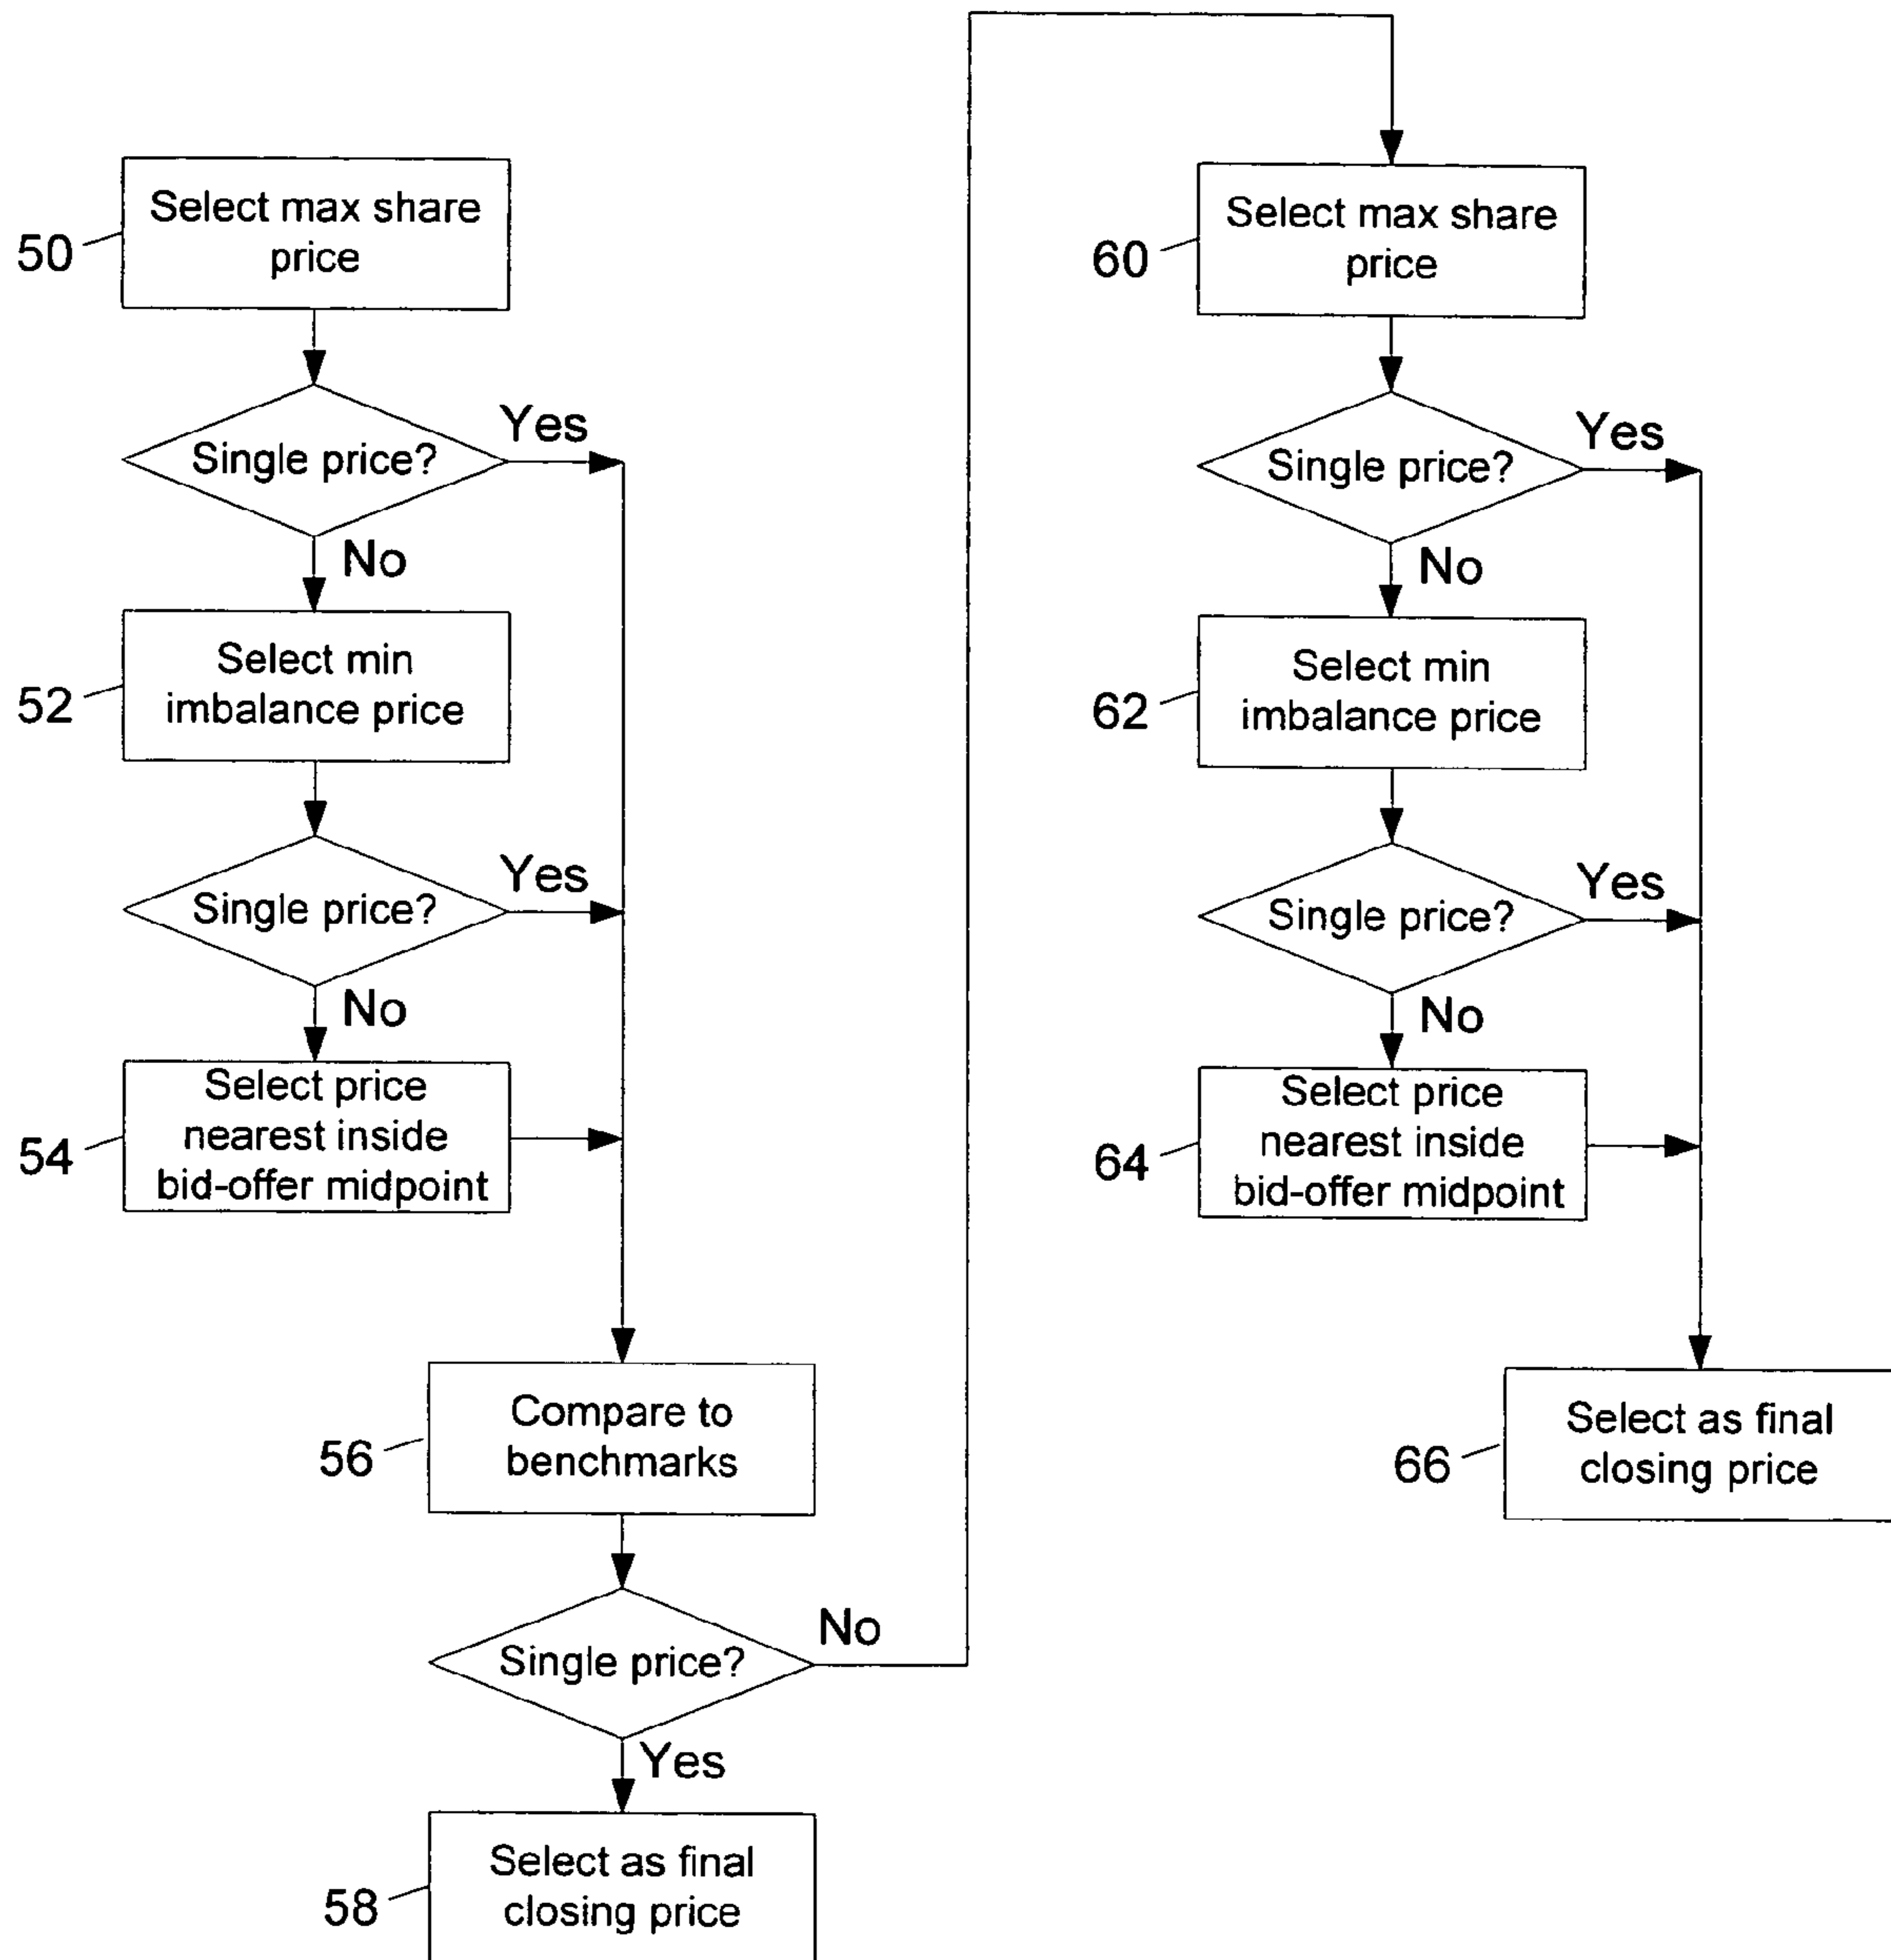 50
Select max share
price
Single price?
Yes
No
52
Select min
imbalance price
Single price?
Yes
No
54
Select price
nearest inside
bid-offer midpoint
56
Compare to
benchmarks
Single price?
No
Yes
58
Select as final
closing price
60
Select max share
price
Single price?
Yes
No
62
Select min
imbalance price
Single price?
Yes
No
64
Select price
nearest inside
bid-offer midpoint
66
Select as final
closing price